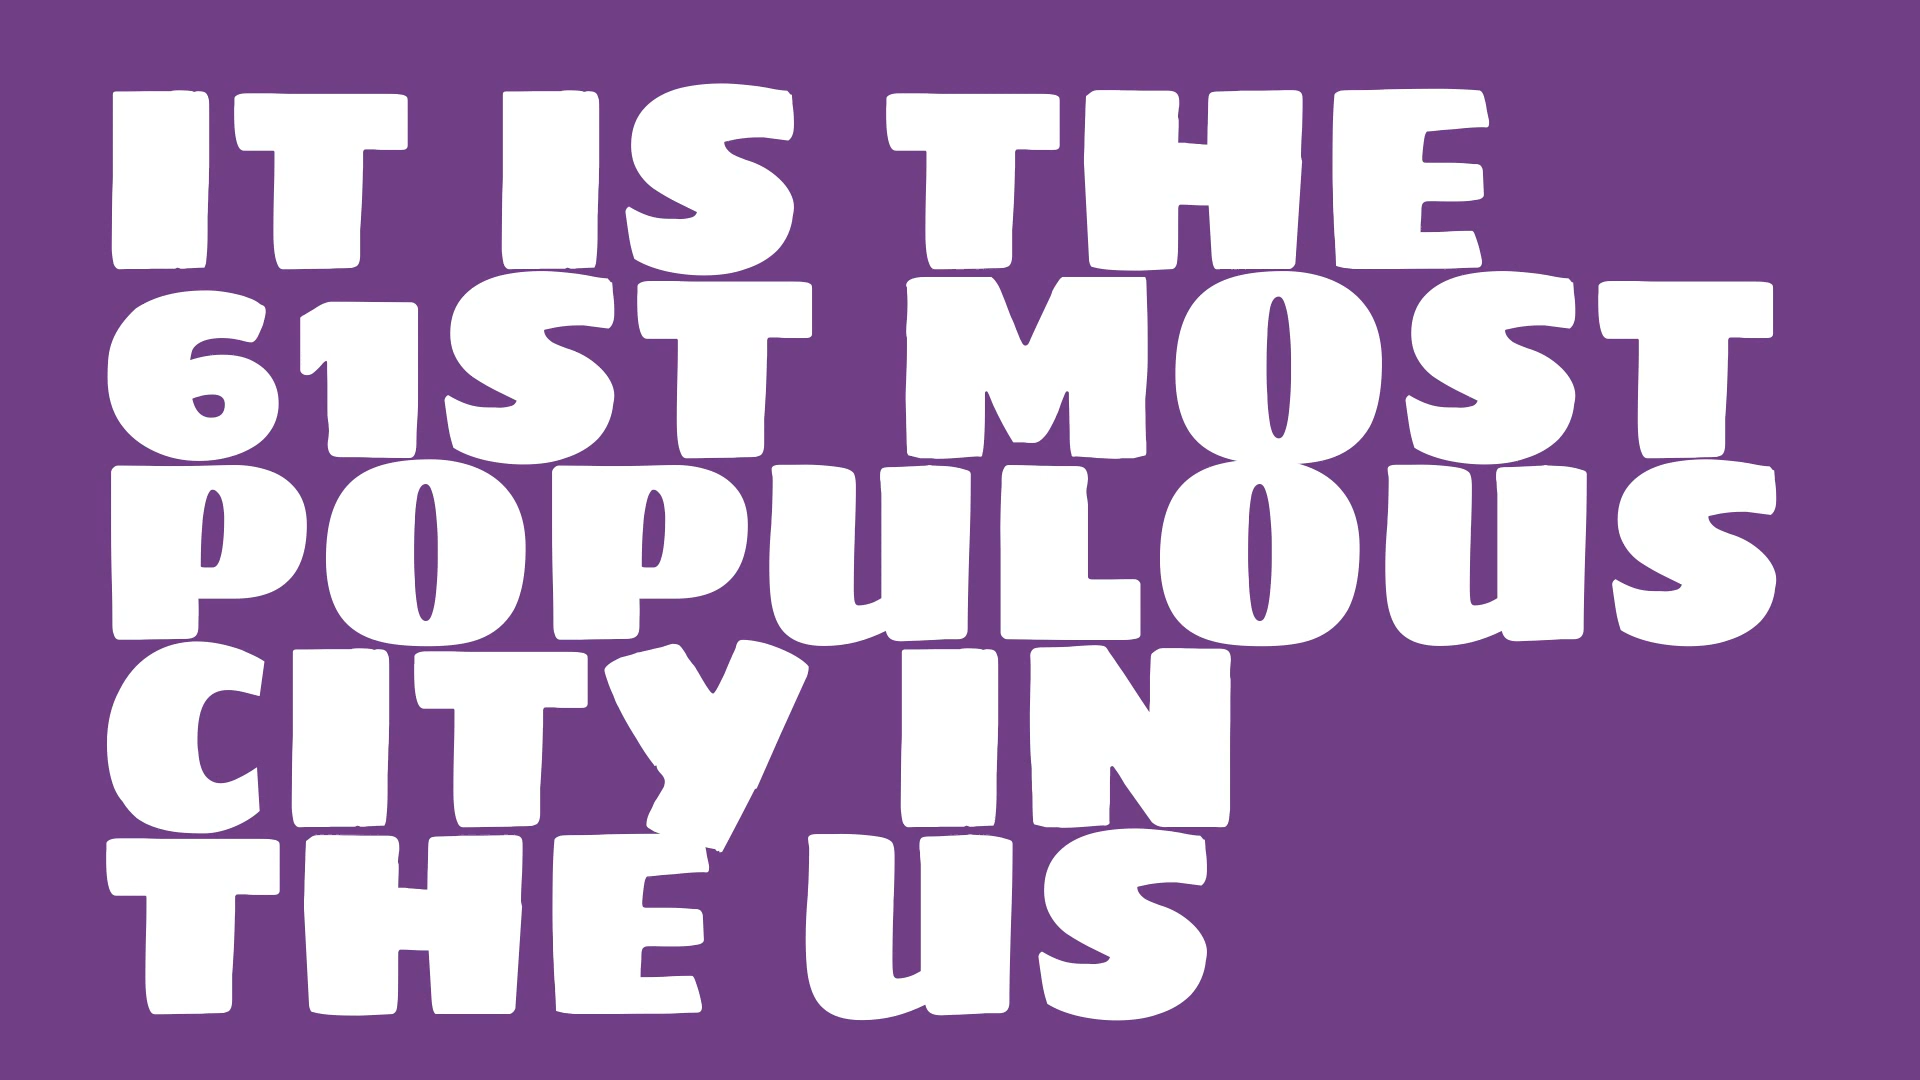 IT IS THE
61ST MOST
POPULOUS
CITY IN
THE US